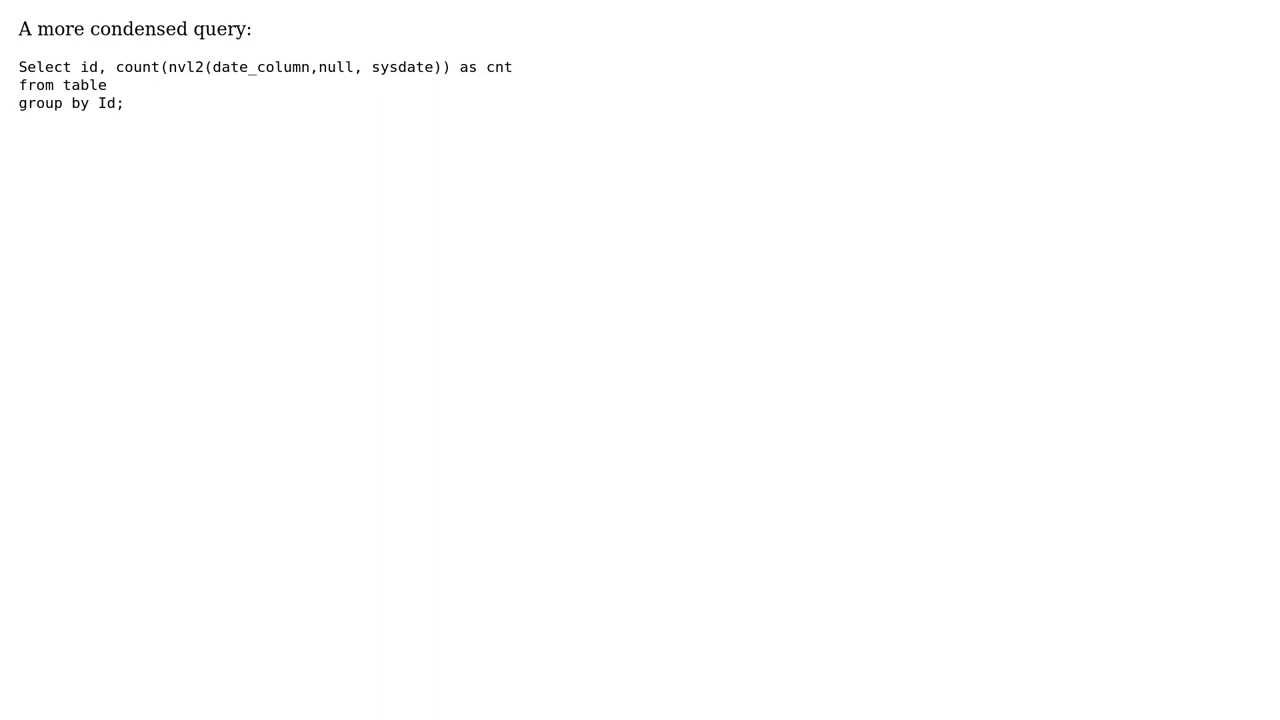 A more condensed query:
Select id, count(nvl2(date_column,null, sysdate)) as cnt
from table
group by Id;